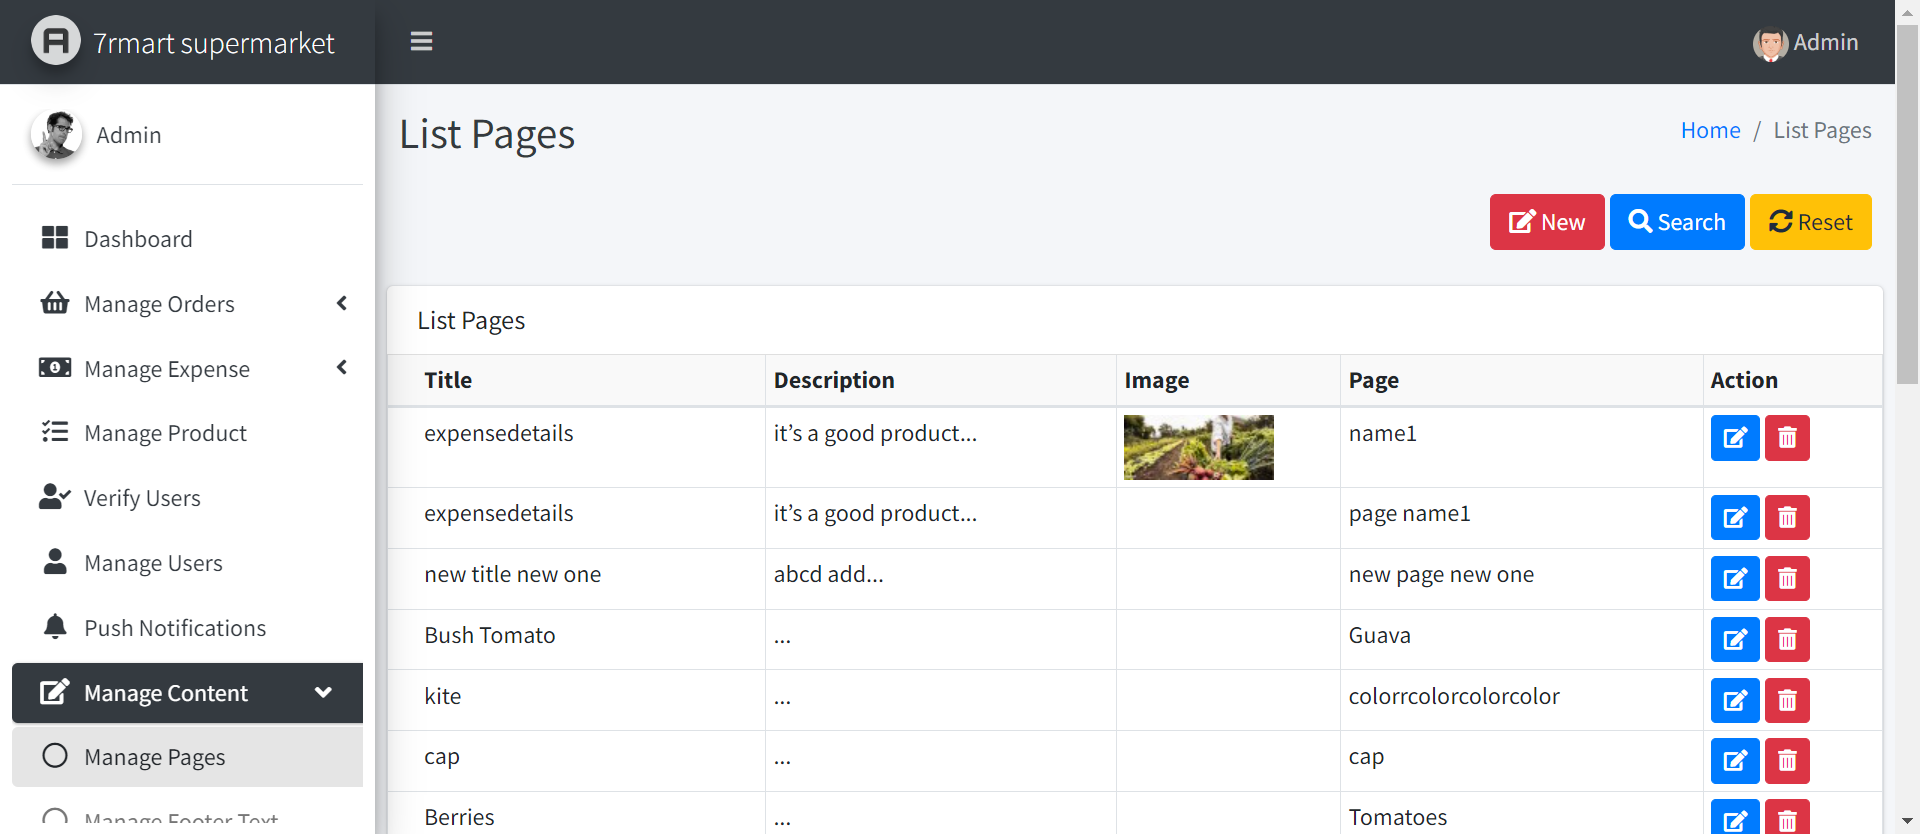 7rmart supermarket
Admin
Admin
List Pages
Home / List Pages
New
Search
Reset
Dashboard
Manage Orders
Manage Expense
Manage Product
Verify Users
Manage Users
Push Notifications
Manage Content
Manage Pages
Manage Footer Text
List Pages
Title Description Image Page Action
expensedetails it’s a good product... name1
expensedetails it’s a good product... page name1
new title new one abcd add... new page new one
Bush Tomato ... Guava
kite ... colorrcolorcolorcolor
cap ... cap
Berries ... Tomatoes